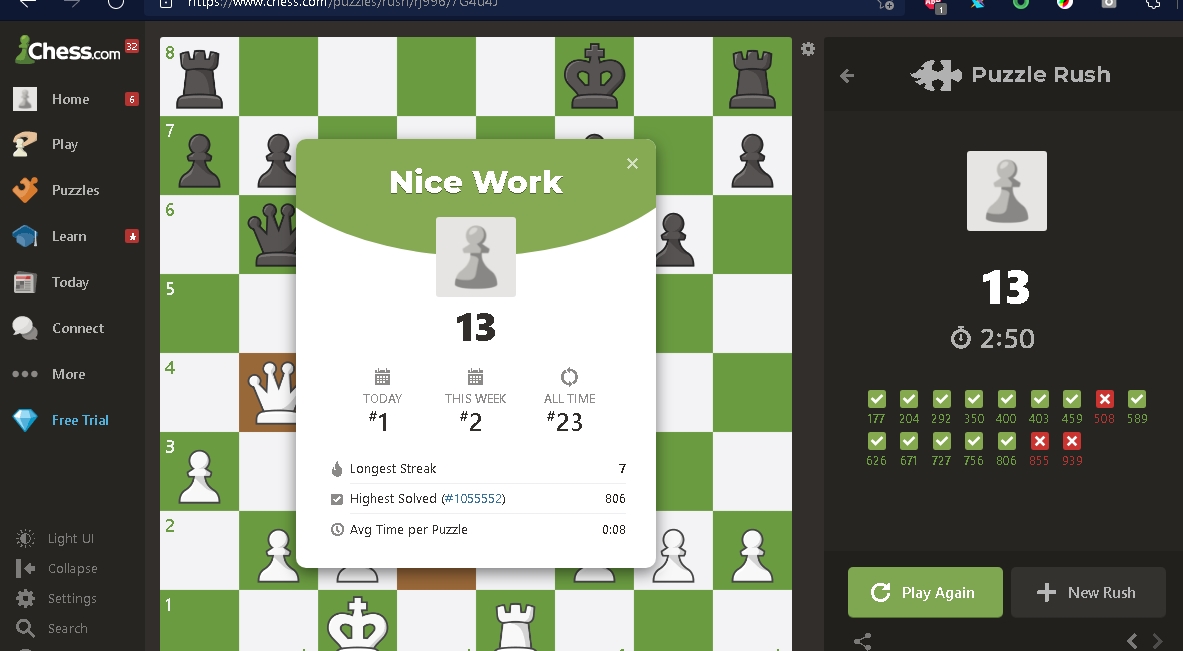 https://www.chess.com/puzzles/rush/rj9967G4u4J
1
Chess.com 32
Home 6
Play
Puzzles
Learn
Today
Connect
More
Free Trial
Light UI
Collapse
Settings
Search
8
7
6
5
4
3
2
1
Nice Work
13
TODAY THIS WEEK ALL TIME
#1 #2 #23
Longest Streak 7
Highest Solved (#1055552) 806
Avg Time per Puzzle 0:08
Puzzle Rush
13
2:50
177 204 292 350 400 403 459 508 589
626 671 727 756 806 855 939
Play Again
New Rush